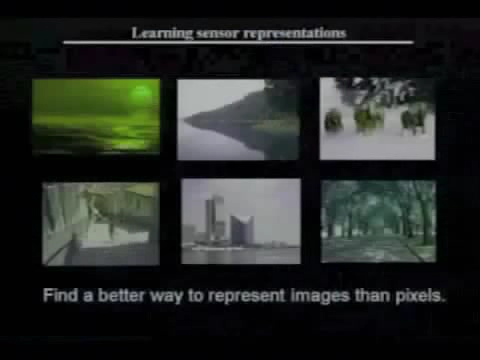 Learning sensor representations
Find a better way to represent images than pixels.